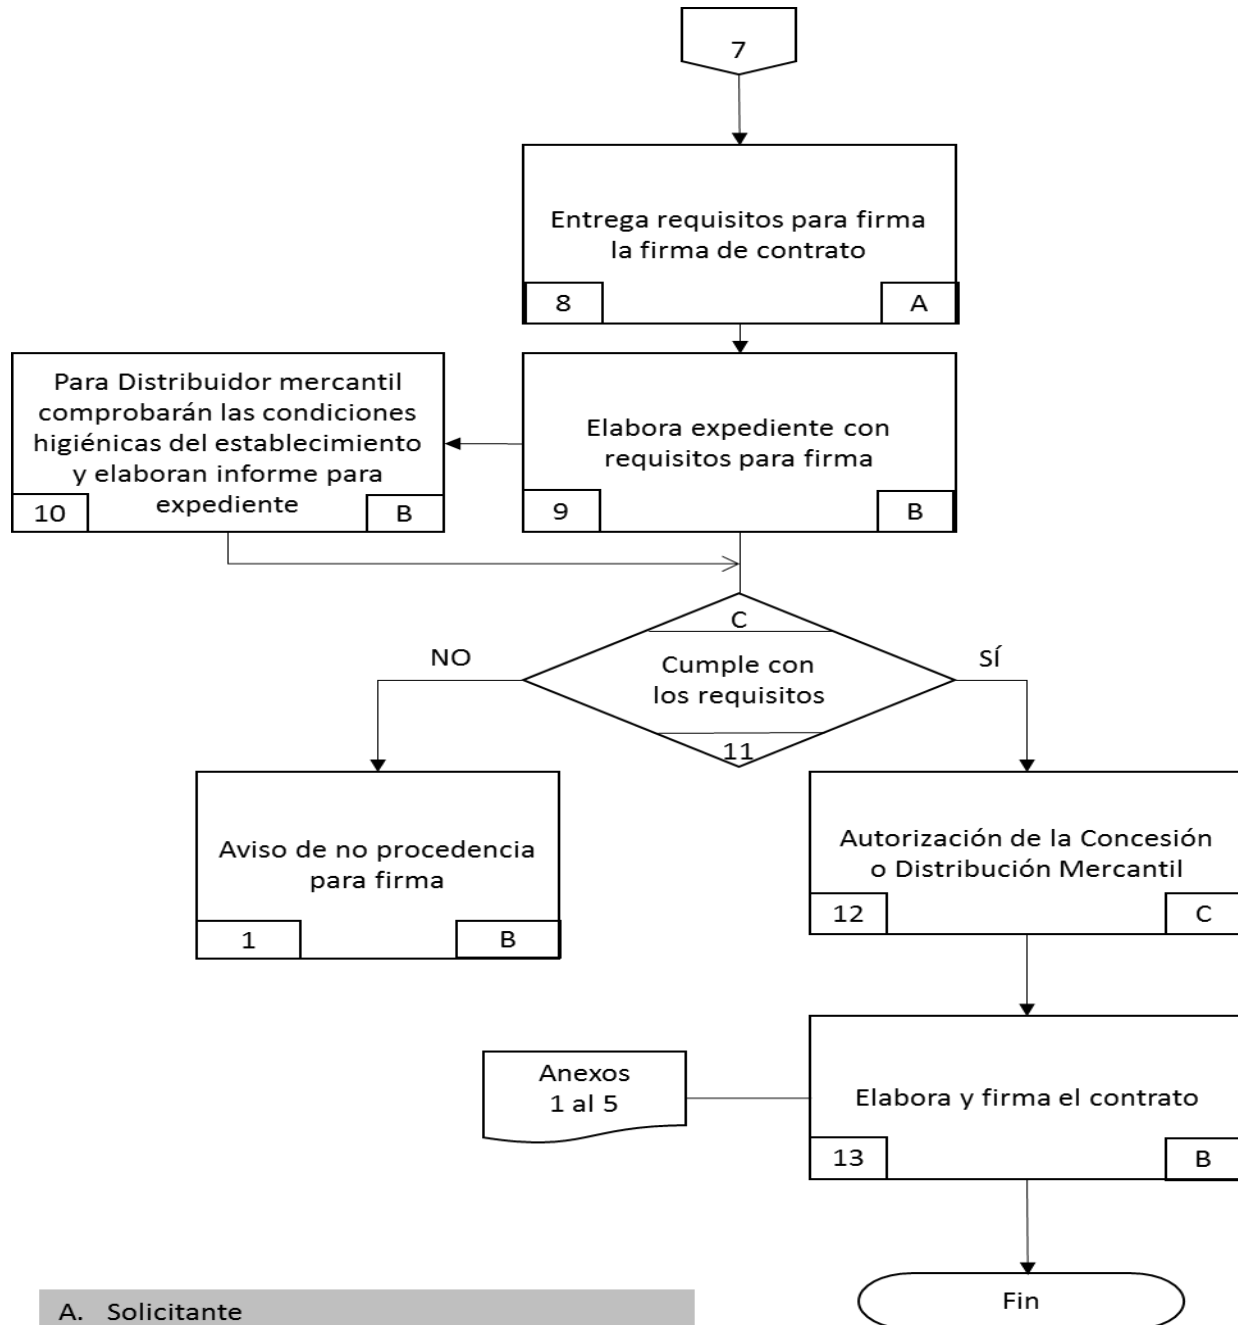 7
Entrega requisitos para firma
la firma de contrato
8
A
Para Distribuidor mercantil
comprobarán las condiciones
higiénicas del establecimiento
y elaboran informe para
expediente
10
B
Elabora expediente con
requisitos para firma
9
B
C
Cumple con
los requisitos
11
NO
SÍ
Aviso de no procedencia
para firma
1
B
Autorización de la Concesión
o Distribución Mercantil
12
C
Anexos
1 al 5
Elabora y firma el contrato
13
B
Fin
A. Solicitante